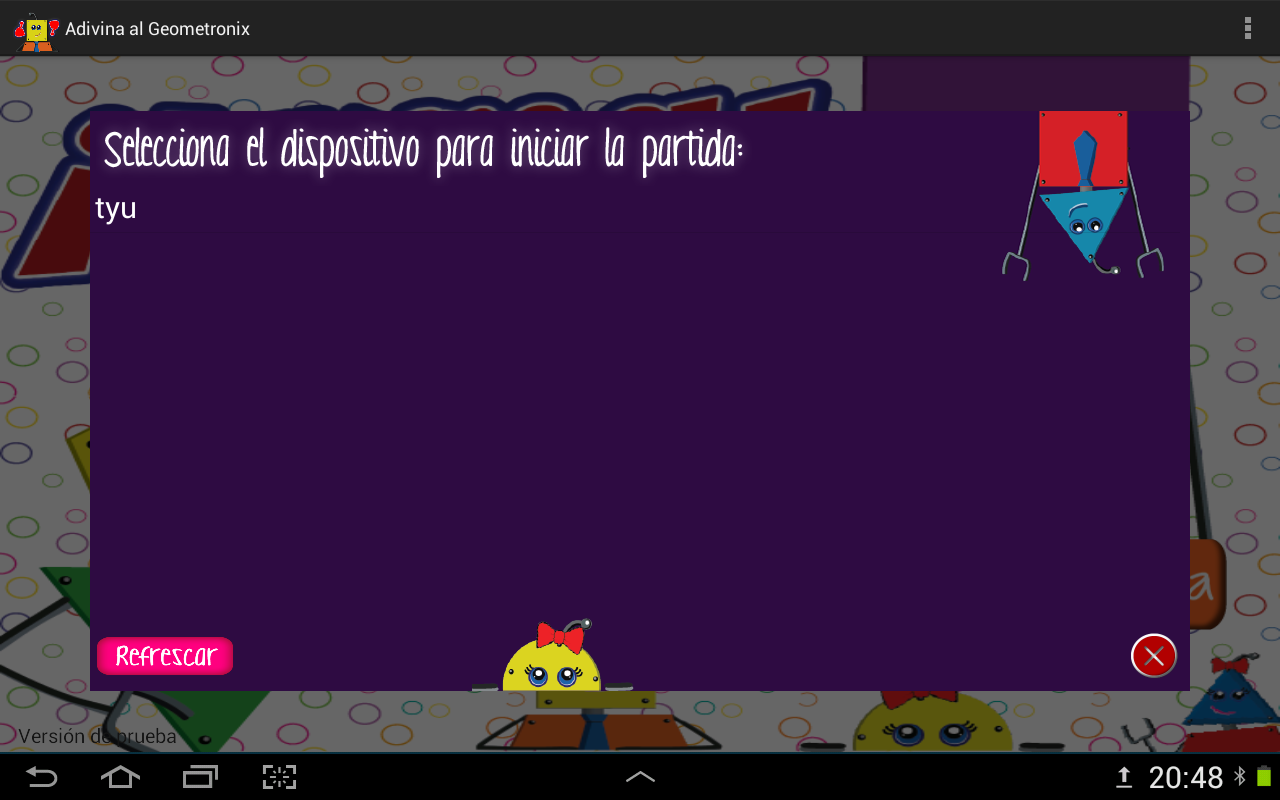 Adivina al Geometronix
Selecciona el dispositivo para iniciar la partida:
tyu
Refrescar
Versión de prueba
20:48